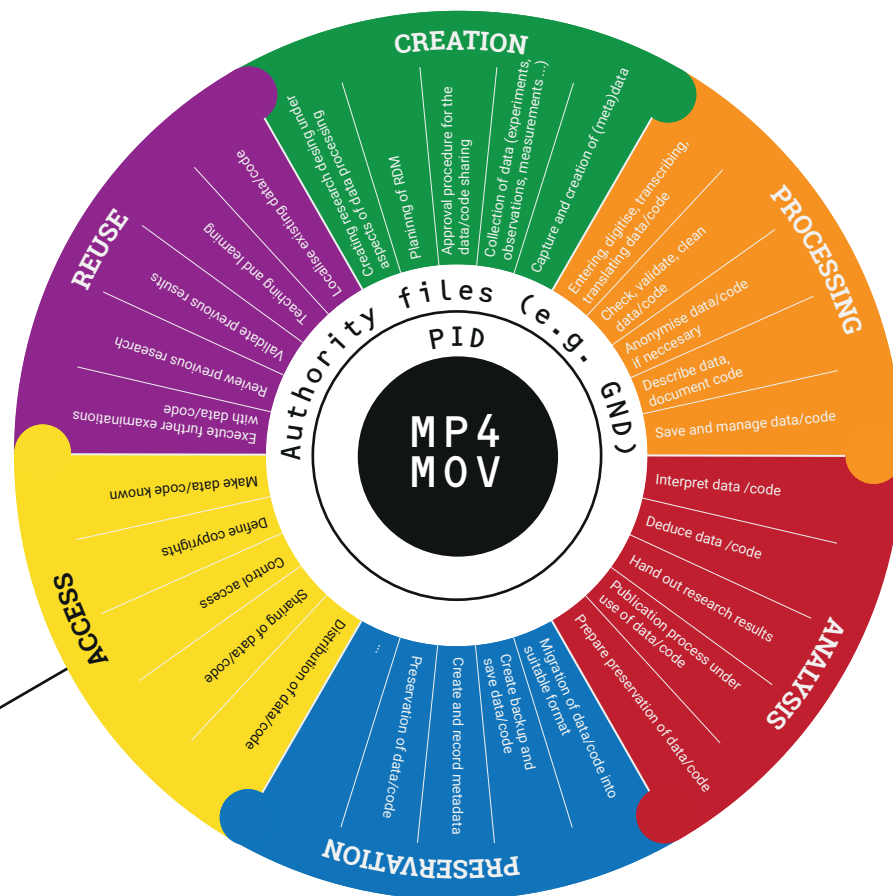 CREATION
Creating research desing under
aspects of data processing
Planning of RDM
Approval procedure for the
data/code sharing
Collection of data (experiments,
observations, measurements ...)
Capture and creation of (meta)data
PROCESSING
Entering, digitise, transcribing,
translating data/code
Check, validate, clean
data/code
Anonymise data/code
if neccesary
Describe data,
document code
Save and manage data/code
ANALYSIS
Interpret data /code
Deduce data /code
Hand out research results
Publication process under
use of data/code
Prepare preservation of data/code
PRESERVATION
Migration of data/code into
suitable format
Create backup and
save data/code
Create and record metadata
Preservation of data/code
...
ACCESS
Distribution of data/code
Sharing of data/code
Control access
Define copyrights
Make data/code known
REUSE
Execute further examinations
with data/code
Review previous research
Validate previous results
Teaching and learning
Localise existing data/code
Authority files (e.g. GND)
PID
MP4
MOV